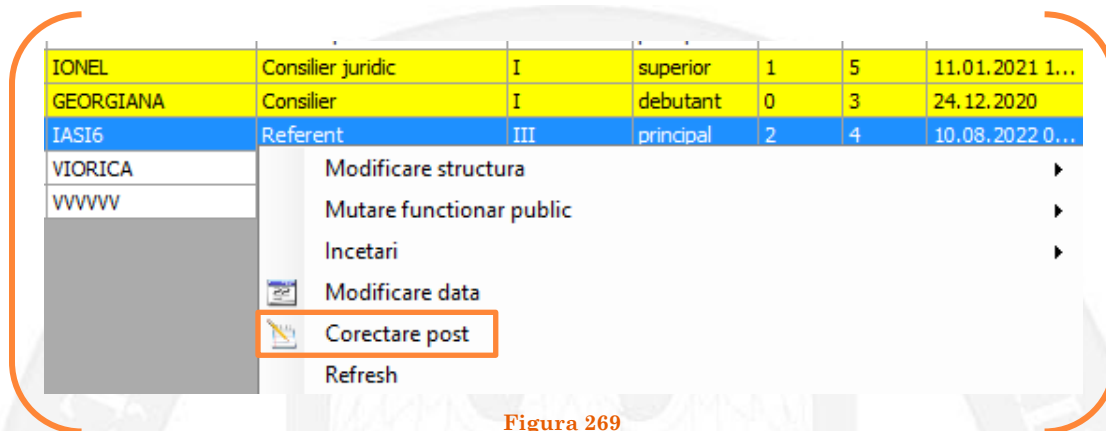 IONEL Consilier juridic I superior 1 5 11.01.2021 1...
GEORGIANA Consilier I debutant 0 3 24.12.2020
IASI6 Referent III principal 2 4 10.08.2022 0...
VIORICA Modificare structura
VVVVVV Mutare functionar public
Incetari
Modificare data
Corectare post
Refresh
Figura 269